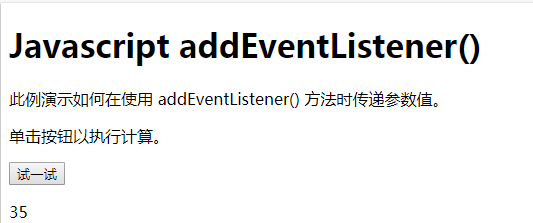 Javascript addEventListener()
此例演示如何在使用 addEventListener() 方法时传递参数值。
单击按钮以执行计算。
试一试
35